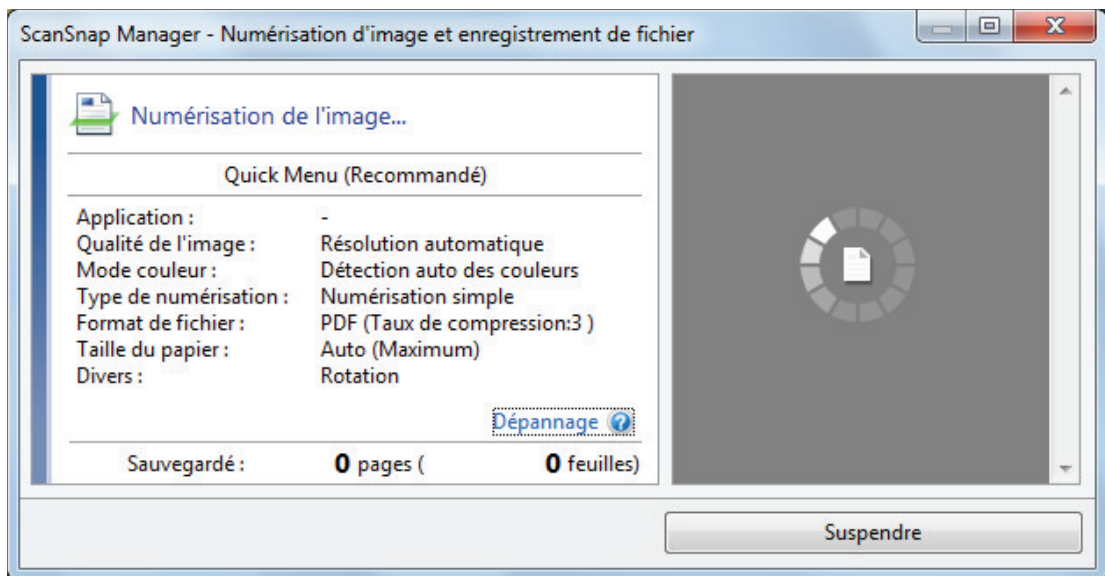 ScanSnap Manager - Numérisation d'image et enregistrement de fichier
Numérisation de l'image...
Quick Menu (Recommandé)
Application : -
Qualité de l'image : Résolution automatique
Mode couleur : Détection auto des couleurs
Type de numérisation : Numérisation simple
Format de fichier : PDF (Taux de compression:3 )
Taille du papier : Auto (Maximum)
Divers : Rotation
Dépannage ?
Sauvegardé : 0 pages ( 0 feuilles)
Suspendre